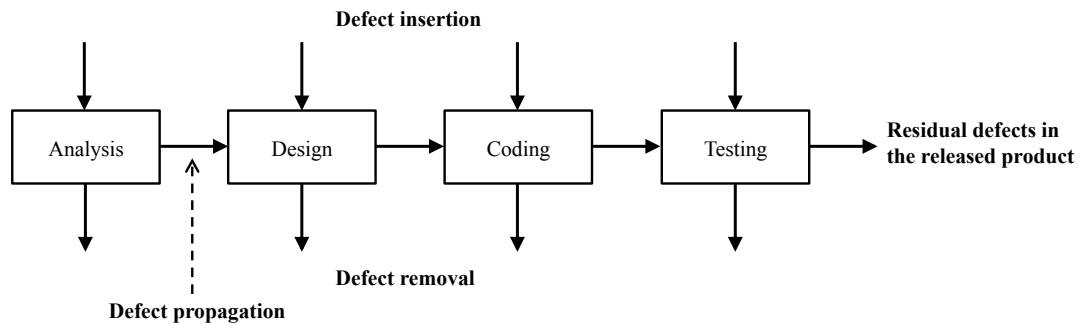 Defect insertion
Analysis
Design
Coding
Testing
Residual defects in
the released product
Defect removal
Defect propagation